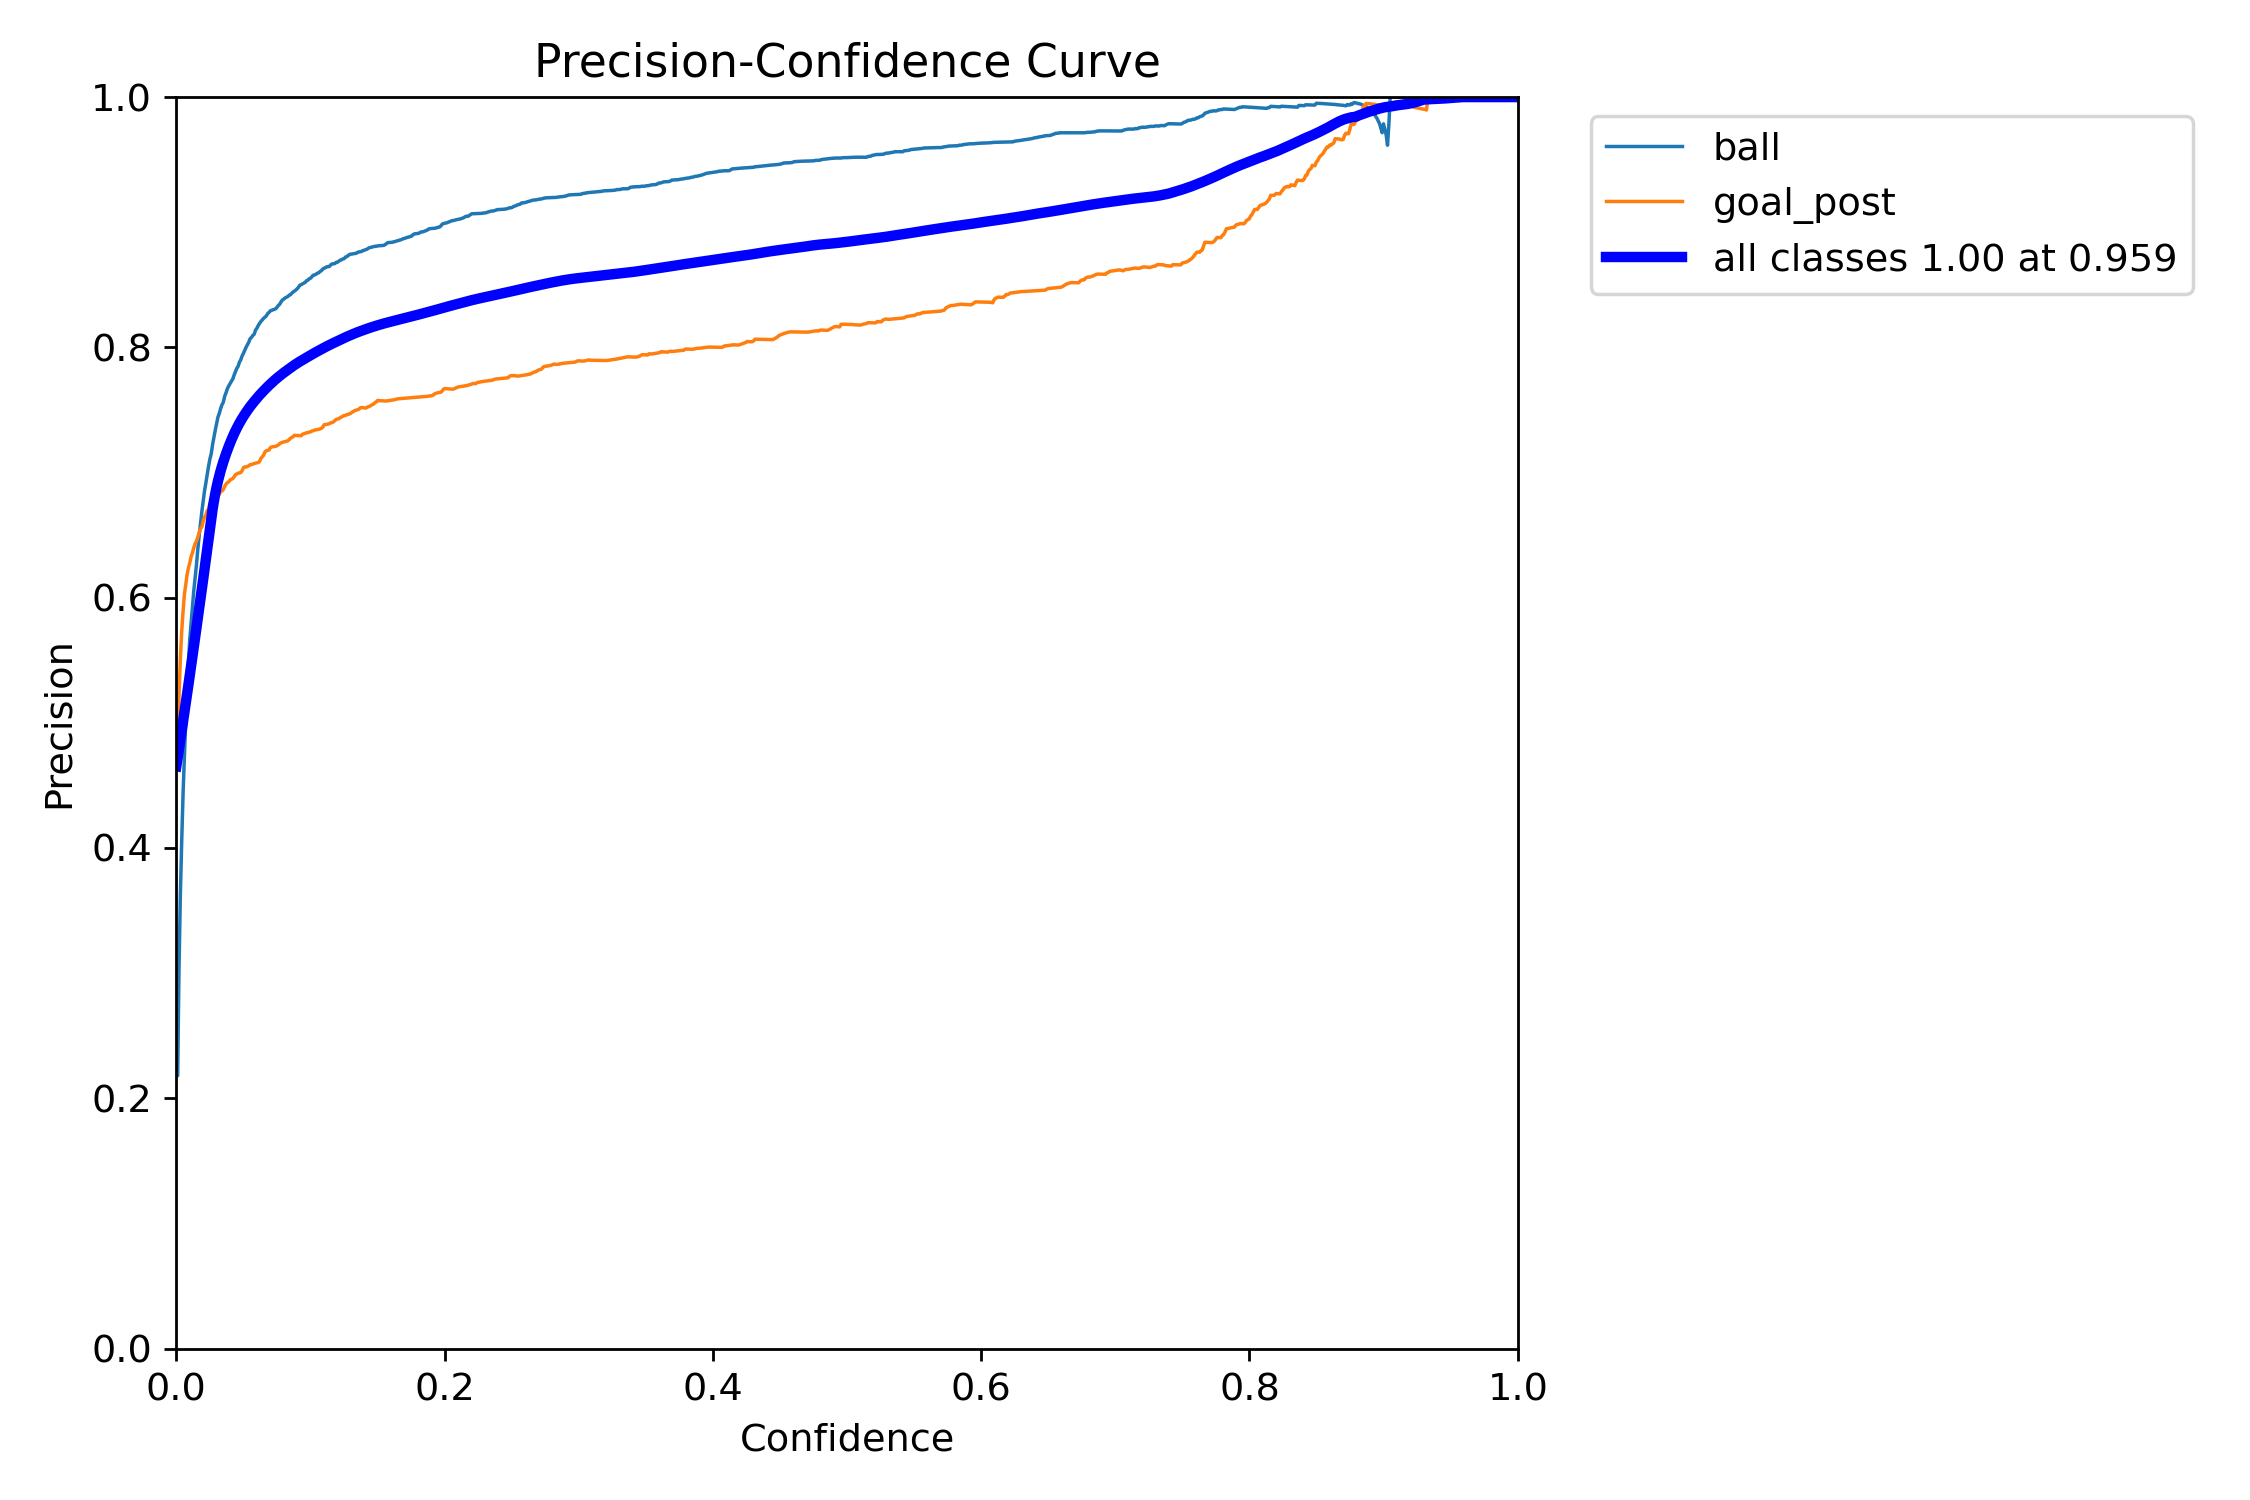 Precision-Confidence Curve
1.0
0.8
0.6
0.4
0.2
0.0
Precision
0.0 0.2 0.4 0.6 0.8 1.0
Confidence
ball
goal_post
all classes 1.00 at 0.959